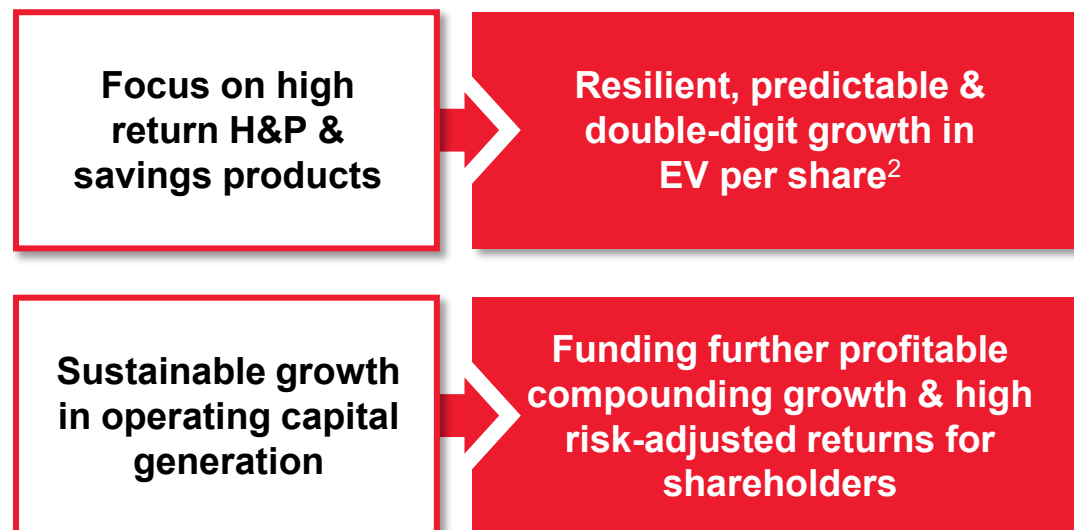 Focus on high
return H&P &
savings products
Resilient, predictable &
double-digit growth in
EV per share²
Sustainable growth
in operating capital
generation
Funding further profitable
compounding growth & high
risk-adjusted returns for
shareholders